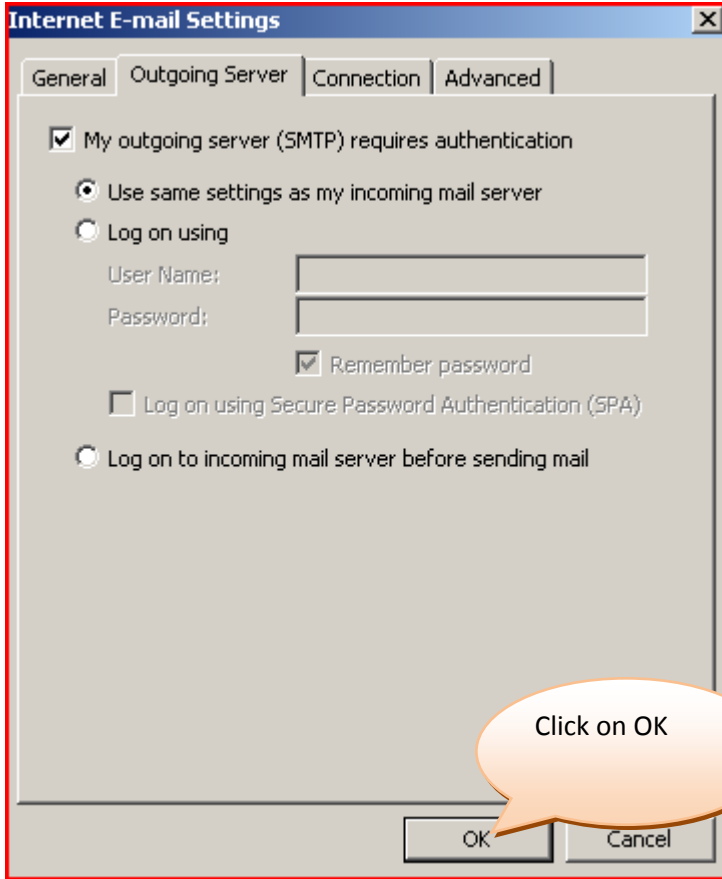 Internet E-mail Settings
General Outgoing Server Connection Advanced
My outgoing server (SMTP) requires authentication
Use same settings as my incoming mail server
Log on using
User Name:
Password:
Remember password
Log on using Secure Password Authentication (SPA)
Log on to incoming mail server before sending mail
Click on OK
OK Cancel